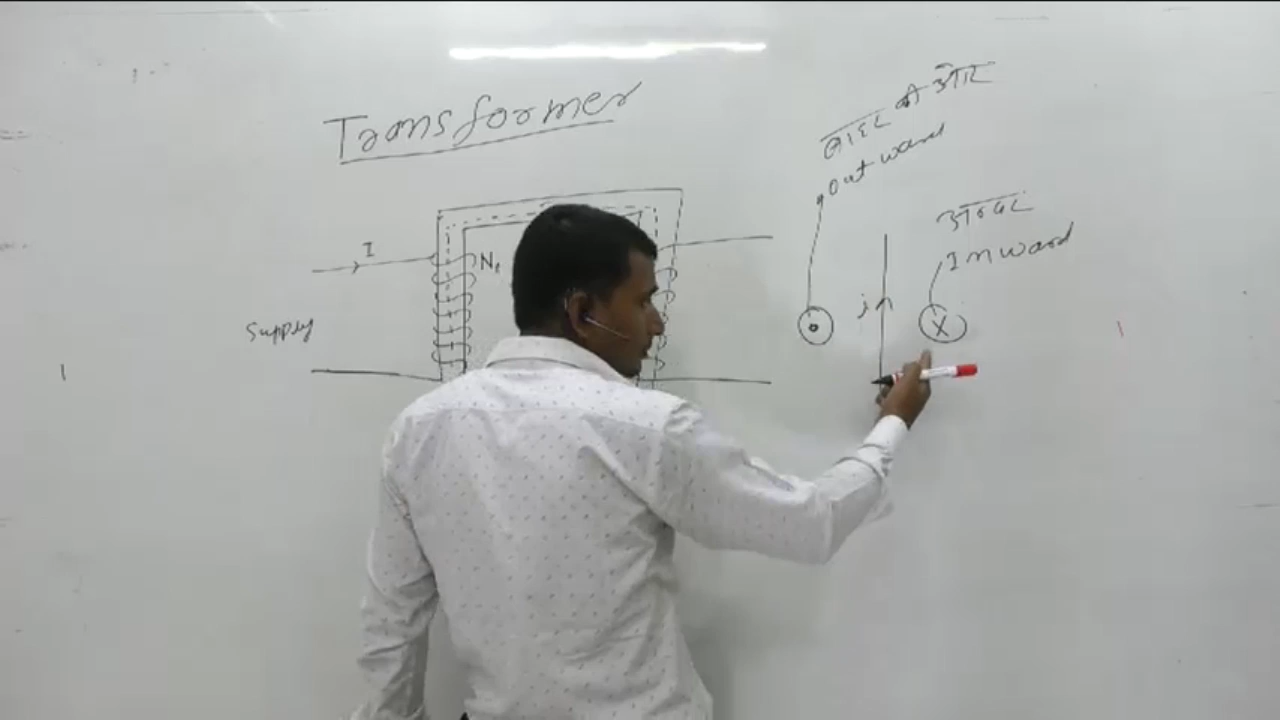 Transformer
बाहर की ओर
Outward
अन्दर
Inward
I
N₁
Supply
i
X